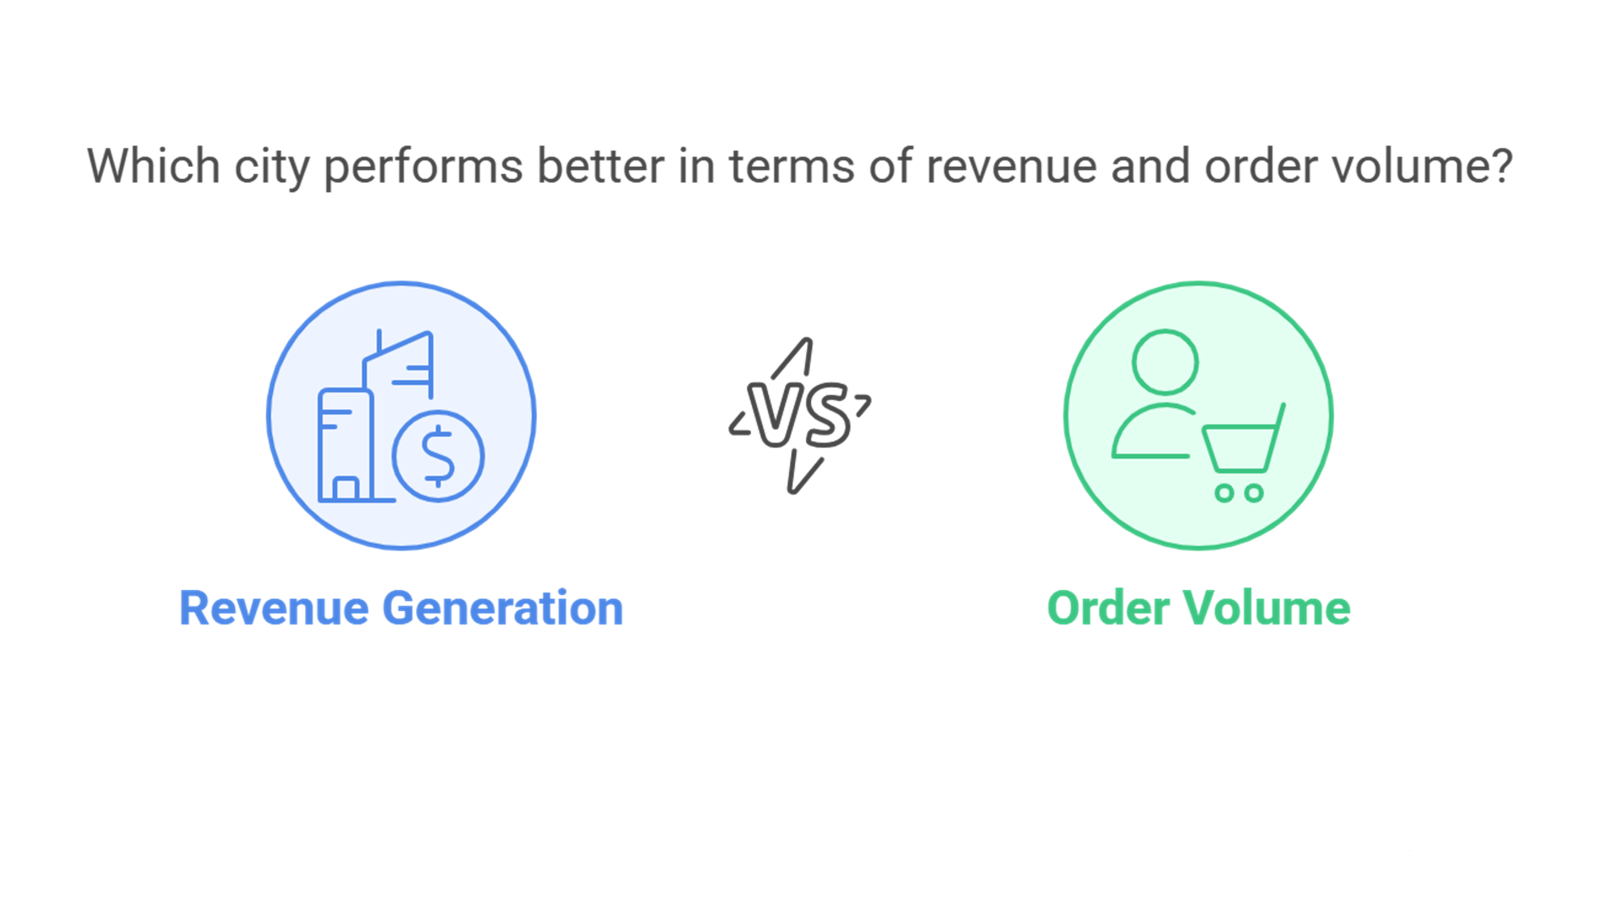 Which city performs better in terms of revenue and order volume?
$
VS
Revenue Generation
Order Volume